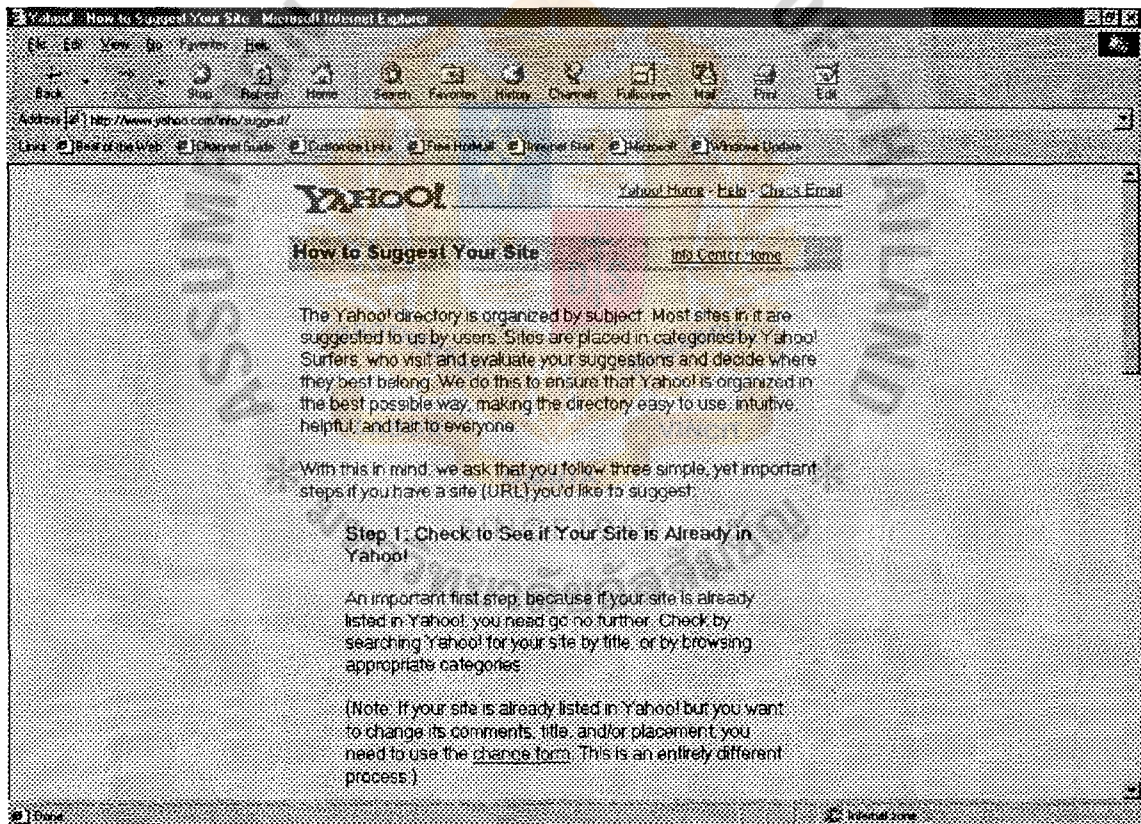 Yahoo! - How to Suggest Your Site - Microsoft Internet Explorer
File Edit View Go Favorites Help
Back Stop Refresh Home Search Favorites History Channels Fullscreen Mail Print Edit
Address http://www.yahoo.com/info/suggest/
Links Best of the Web Channel Guide Customize Links Free HotMail Internet Start Microsoft Windows Update
YAHOO!
Yahoo! Home - Help - Check Email
How to Suggest Your Site
Info Center Home
The Yahoo! directory is organized by subject. Most sites in it are
suggested to us by users. Sites are placed in categories by Yahoo!
Surfers, who visit and evaluate your suggestions and decide where
they best belong. We do this to ensure that Yahoo! is organized in
the best possible way, making the directory easy to use, intuitive,
helpful, and fair to everyone.
With this in mind, we ask that you follow three simple, yet important
steps if you have a site (URL) you'd like to suggest:
Step 1: Check to See if Your Site is Already in
Yahoo!
An important first step, because if your site is already
listed in Yahoo!, you need go no further. Check by
searching Yahoo! for your site by title, or by browsing
appropriate categories.
(Note: If your site is already listed in Yahoo! but you want
to change its comments, title, and/or placement, you
need to use the change form. This is an entirely different
process.)
Done
Internet zone
THAILAND